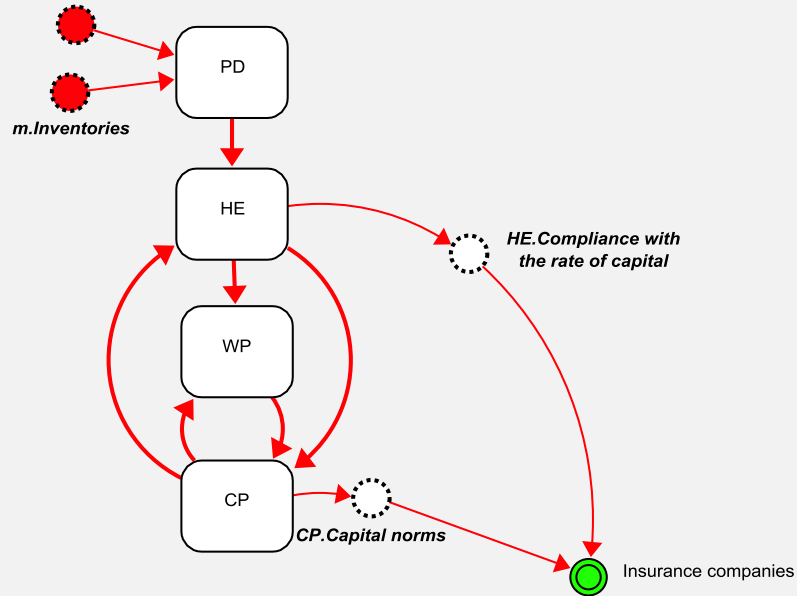 PD
m.Inventories
HE
HE.Compliance with
the rate of capital
WP
CP
CP.Capital norms
Insurance companies